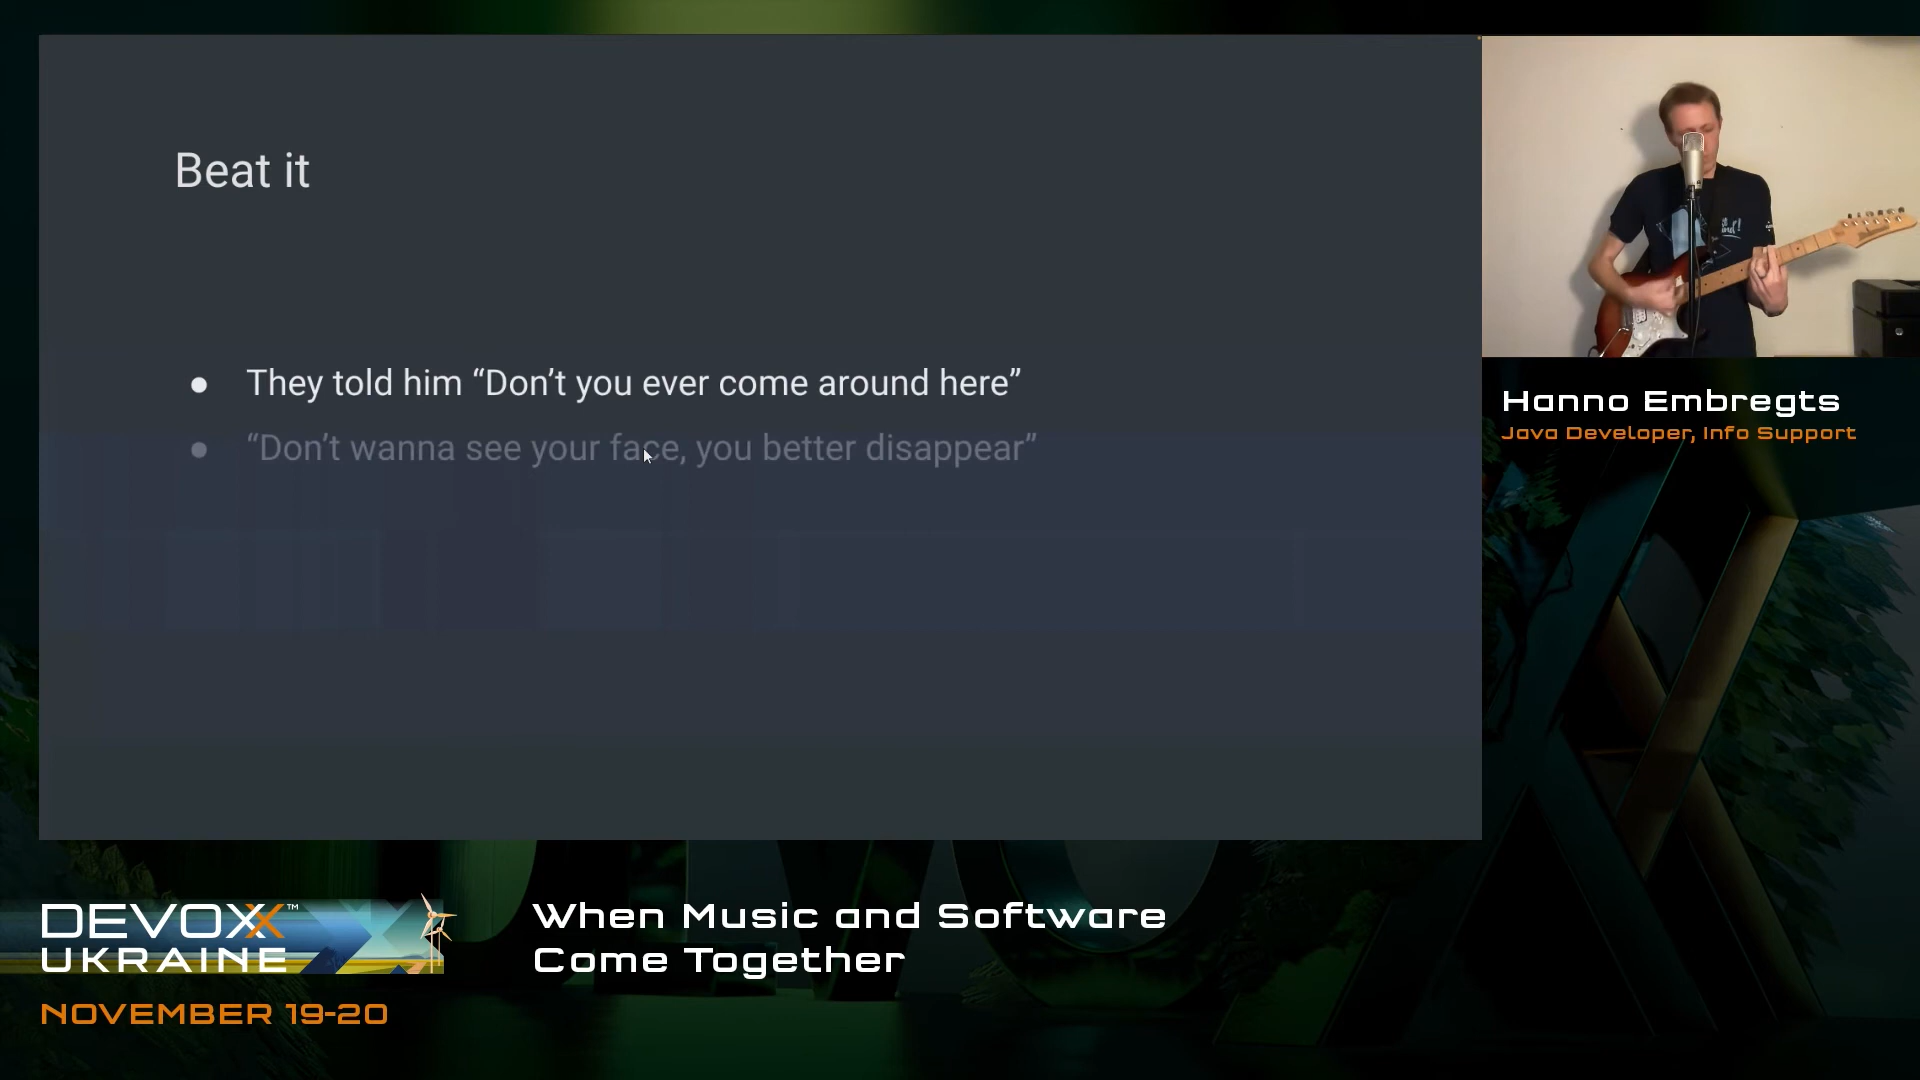 Beat it
● They told him “Don’t you ever come around here”
● “Don’t wanna see your face, you better disappear”
Hanno Embregts
Java Developer, Info Support
DEVOXX™
UKRAINE
NOVEMBER 19-20
When Music and Software
Come Together